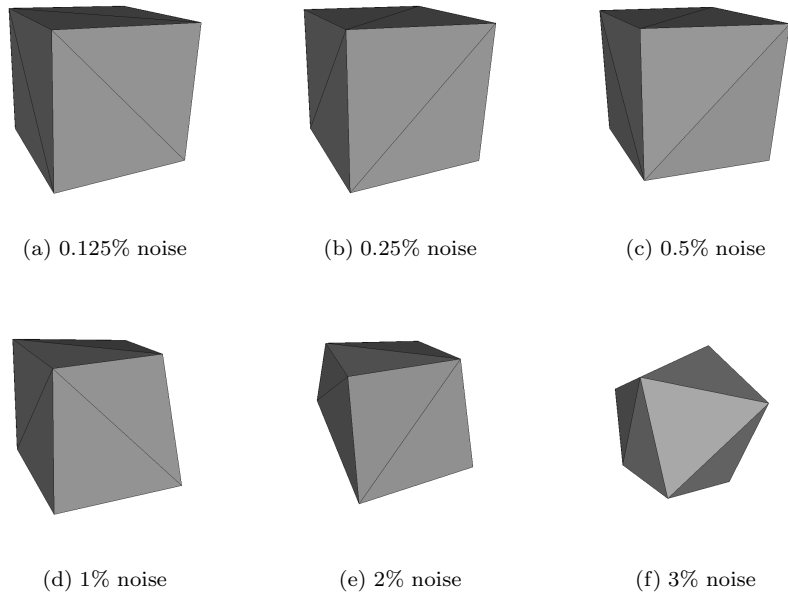 (a) 0.125% noise
(b) 0.25% noise
(c) 0.5% noise
(d) 1% noise
(e) 2% noise
(f) 3% noise